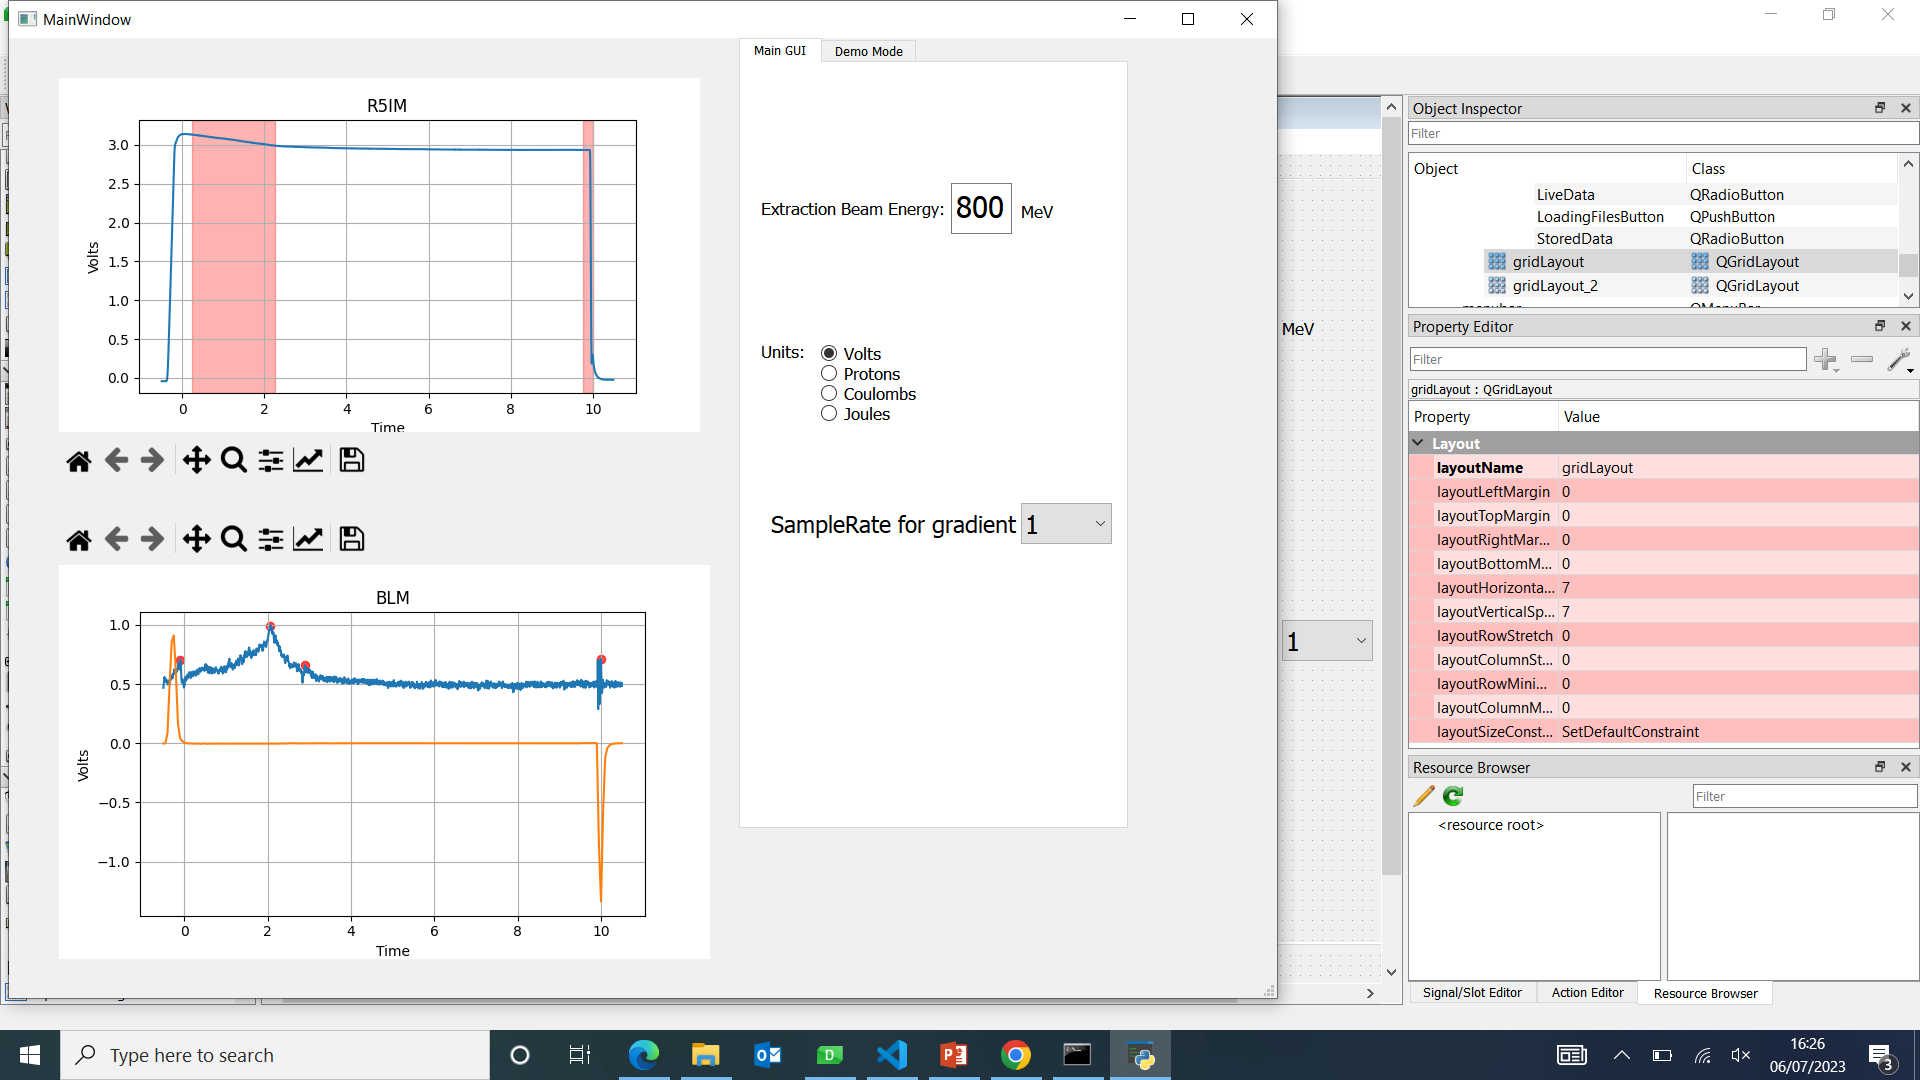 MainWindow
Main GUI
Demo Mode
R5IM
3.0
2.5
2.0
1.5
1.0
0.5
0.0
Volts
0 2 4 6 8 10
Time
BLM
1.0
0.5
0.0
−0.5
−1.0
Volts
0 2 4 6 8 10
Time
Extraction Beam Energy: 800 MeV
Units:
Volts
Protons
Coulombs
Joules
SampleRate for gradient 1
MeV
1
Object Inspector
Filter
Object Class
LiveData QRadioButton
LoadingFilesButton QPushButton
StoredData QRadioButton
gridLayout QGridLayout
gridLayout_2 QGridLayout
Property Editor
Filter
gridLayout : QGridLayout
Property Value
Layout
layoutName gridLayout
layoutLeftMargin 0
layoutTopMargin 0
layoutRightMar... 0
layoutBottomM... 0
layoutHorizonta... 7
layoutVerticalSp... 7
layoutRowStretch 0
layoutColumnSt... 0
layoutRowMini... 0
layoutColumnM... 0
layoutSizeConst... SetDefaultConstraint
Resource Browser
Filter
<resource root>
Signal/Slot Editor
Action Editor
Resource Browser
Type here to search
16:26
06/07/2023
3